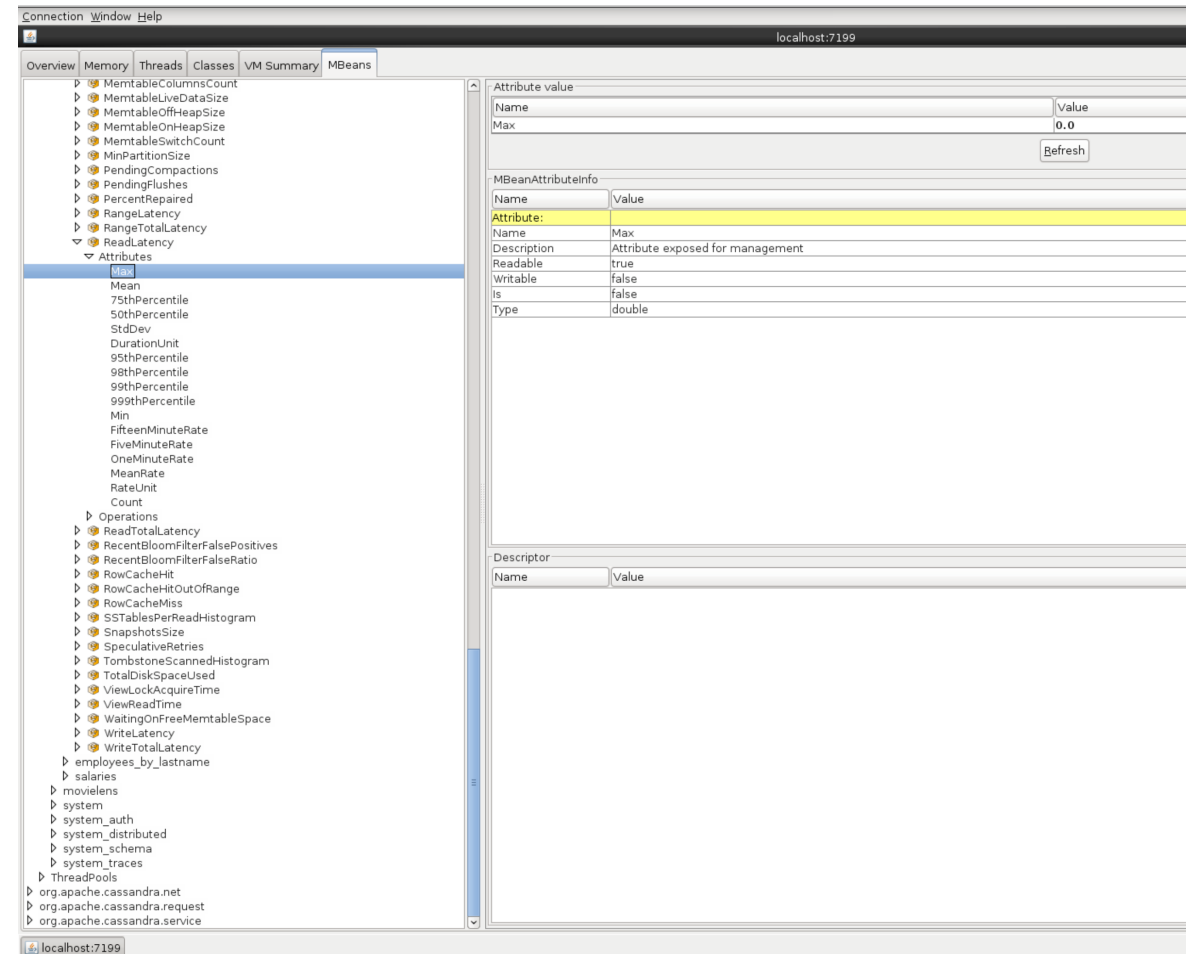 Connection Window Help
localhost:7199
Overview Memory Threads Classes VM Summary MBeans
MemtableColumnsCount
MemtableLiveDataSize
MemtableOffHeapSize
MemtableOnHeapSize
MemtableSwitchCount
MinPartitionSize
PendingCompactions
PendingFlushes
PercentRepaired
RangeLatency
RangeTotalLatency
ReadLatency
Attributes
Max
Mean
75thPercentile
50thPercentile
StdDev
DurationUnit
95thPercentile
98thPercentile
99thPercentile
999thPercentile
Min
FifteenMinuteRate
FiveMinuteRate
OneMinuteRate
MeanRate
RateUnit
Count
Operations
ReadTotalLatency
RecentBloomFilterFalsePositives
RecentBloomFilterFalseRatio
RowCacheHit
RowCacheHitOutOfRange
RowCacheMiss
SSTablesPerReadHistogram
SnapshotsSize
SpeculativeRetries
TombstoneScannedHistogram
TotalDiskSpaceUsed
ViewLockAcquireTime
ViewReadTime
WaitingOnFreeMemtableSpace
WriteLatency
WriteTotalLatency
employees_by_lastname
salaries
movielens
system
system_auth
system_distributed
system_schema
system_traces
ThreadPools
org.apache.cassandra.net
org.apache.cassandra.request
org.apache.cassandra.service
Attribute value
Name Value
Max 0.0
Refresh
MBeanAttributeInfo
Name Value
Attribute:
Name Max
Description Attribute exposed for management
Readable true
Writable false
Is false
Type double
Descriptor
Name Value
localhost:7199